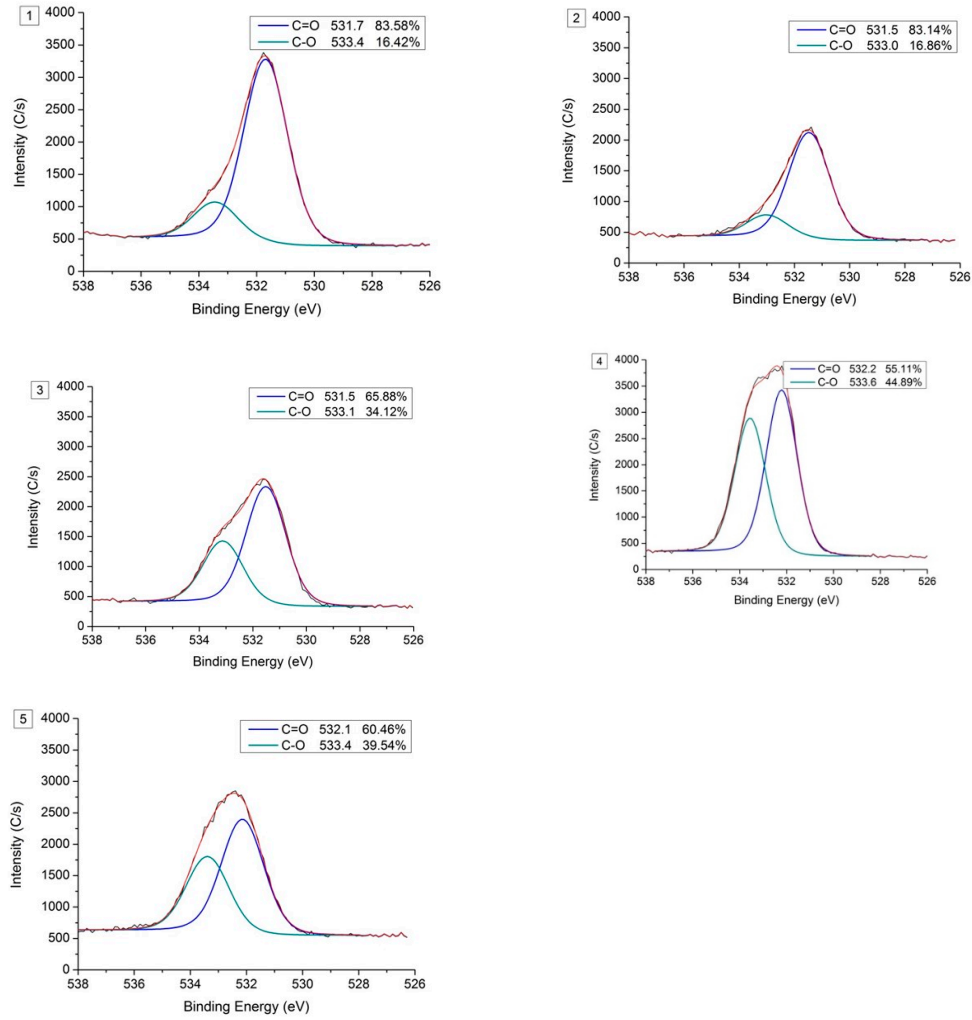 1
C=O 531.7 83.58%
C-O 533.4 16.42%
4000
3500
3000
2500
2000
1500
1000
500
0
538 536 534 532 530 528 526
Intensity (C/s)
Binding Energy (eV)
2
C=O 531.5 83.14%
C-O 533.0 16.86%
4000
3500
3000
2500
2000
1500
1000
500
0
538 536 534 532 530 528 526
Intensity (C/s)
Binding Energy (eV)
3
C=O 531.5 65.88%
C-O 533.1 34.12%
4000
3500
3000
2500
2000
1500
1000
500
0
538 536 534 532 530 528 526
Intensity (C/s)
Binding Energy (eV)
4
C=O 532.2 55.11%
C-O 533.6 44.89%
4000
3500
3000
2500
2000
1500
1000
500
0
538 536 534 532 530 528 526
Intensity (C/s)
Binding Energy (eV)
5
C=O 532.1 60.46%
C-O 533.4 39.54%
4000
3500
3000
2500
2000
1500
1000
500
0
538 536 534 532 530 528 526
Intensity (C/s)
Binding Energy (eV)